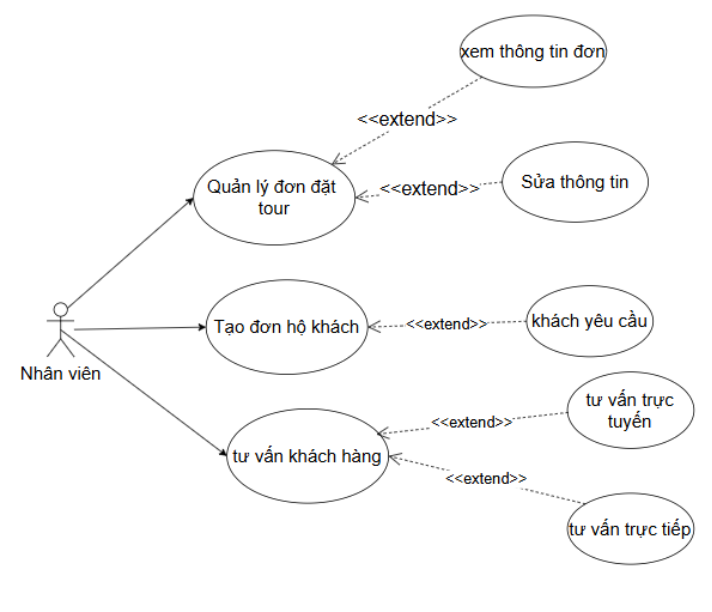 xem thông tin đơn
<<extend>>
Quản lý đơn đặt
tour
<<extend>>
Sửa thông tin
Tạo đơn hộ khách
<<extend>>
khách yêu cầu
Nhân viên
tư vấn trực
tuyến
<<extend>>
tư vấn khách hàng
<<extend>>
tư vấn trực tiếp